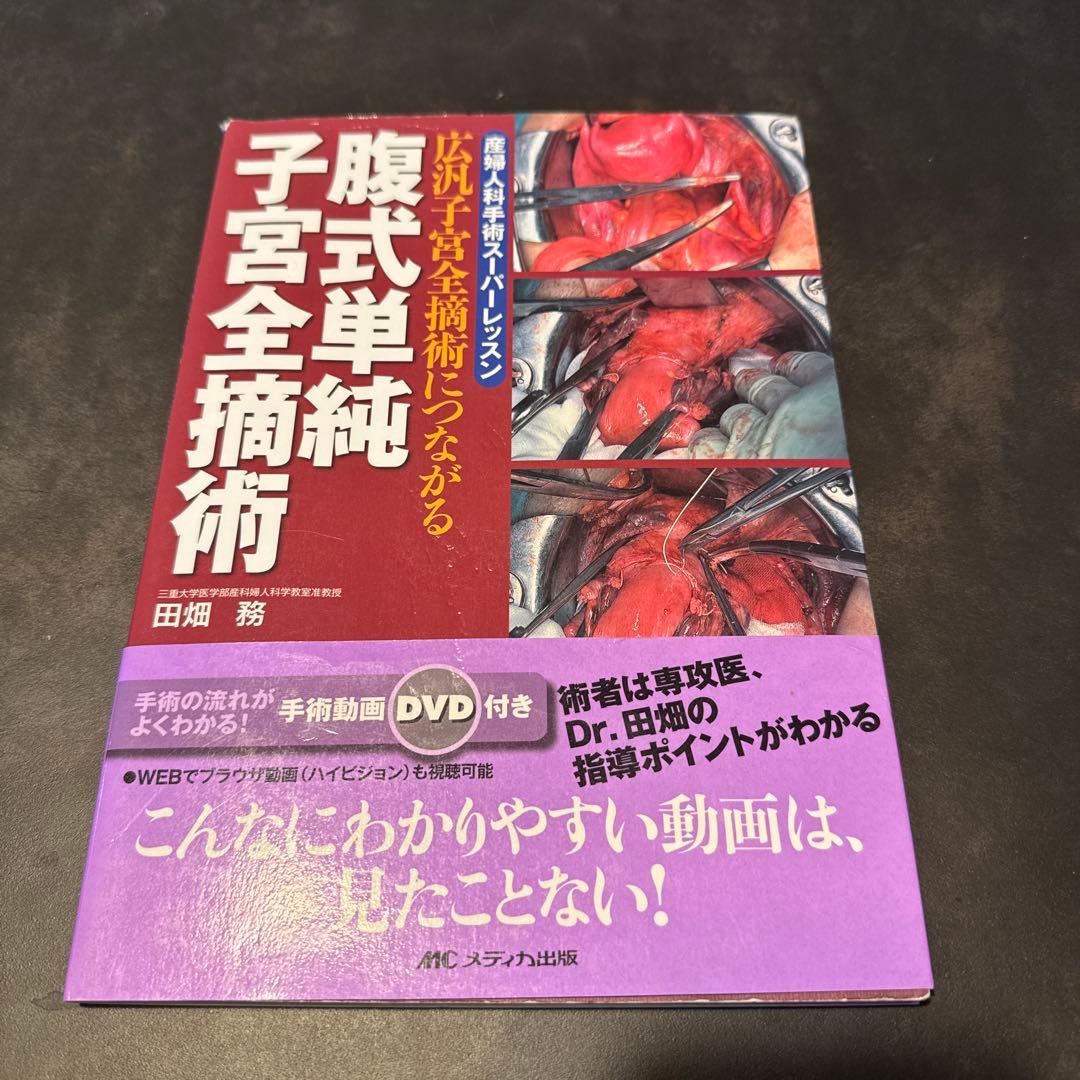 産婦人科手術スーパーレッスン
広汎子宮全摘術につながる
腹式単純
子宮全摘術
三重大学医学部産科婦人科学教室准教授
田畑 務
手術の流れが
よくわかる!
手術動画DVD付き
術者は専攻医、
Dr.田畑の
指導ポイントがわかる
●WEBでブラウザ動画(ハイビジョン)も視聴可能
こんなにわかりやすい動画は、
見たことない!
MCメディカ出版